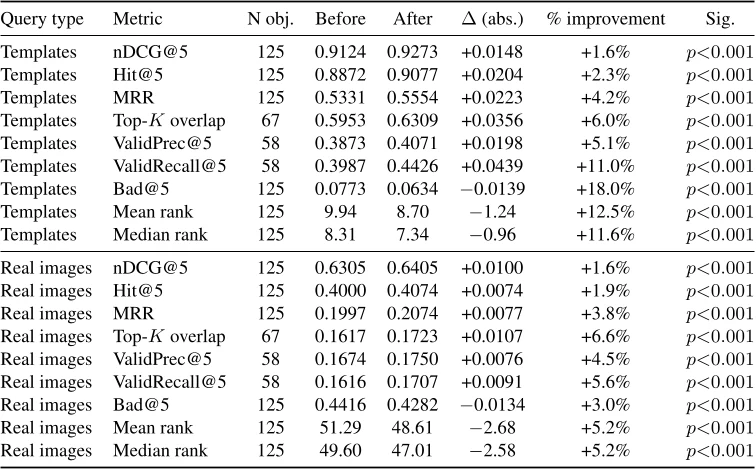 Query type Metric N obj. Before After Δ (abs.) % improvement Sig.
Templates nDCG@5 125 0.9124 0.9273 +0.0148 +1.6% p<0.001
Templates Hit@5 125 0.8872 0.9077 +0.0204 +2.3% p<0.001
Templates MRR 125 0.5331 0.5554 +0.0223 +4.2% p<0.001
Templates Top-K overlap 67 0.5953 0.6309 +0.0356 +6.0% p<0.001
Templates ValidPrec@5 58 0.3873 0.4071 +0.0198 +5.1% p<0.001
Templates ValidRecall@5 58 0.3987 0.4426 +0.0439 +11.0% p<0.001
Templates Bad@5 125 0.0773 0.0634 −0.0139 +18.0% p<0.001
Templates Mean rank 125 9.94 8.70 −1.24 +12.5% p<0.001
Templates Median rank 125 8.31 7.34 −0.96 +11.6% p<0.001
Real images nDCG@5 125 0.6305 0.6405 +0.0100 +1.6% p<0.001
Real images Hit@5 125 0.4000 0.4074 +0.0074 +1.9% p<0.001
Real images MRR 125 0.1997 0.2074 +0.0077 +3.8% p<0.001
Real images Top-K overlap 67 0.1617 0.1723 +0.0107 +6.6% p<0.001
Real images ValidPrec@5 58 0.1674 0.1750 +0.0076 +4.5% p<0.001
Real images ValidRecall@5 58 0.1616 0.1707 +0.0091 +5.6% p<0.001
Real images Bad@5 125 0.4416 0.4282 −0.0134 +3.0% p<0.001
Real images Mean rank 125 51.29 48.61 −2.68 +5.2% p<0.001
Real images Median rank 125 49.60 47.01 −2.58 +5.2% p<0.001